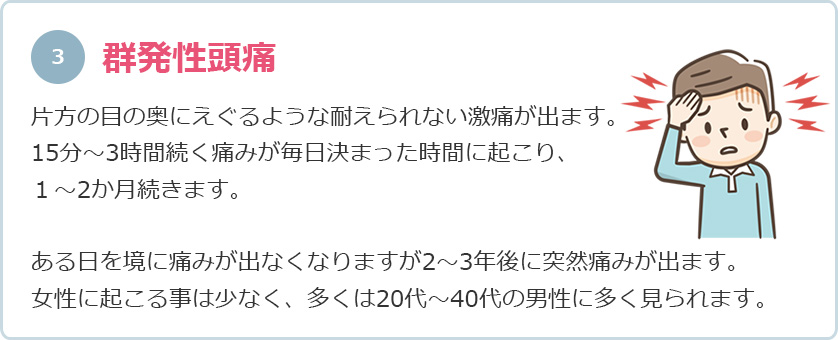 3
群発性頭痛
片方の目の奥にえぐるような耐えられない激痛が出ます。
15分～3時間続く痛みが毎日決まった時間に起こり、
１～2か月続きます。
ある日を境に痛みが出なくなりますが2～3年後に突然痛みが出ます。
女性に起こる事は少なく、多くは20代～40代の男性に多く見られます。